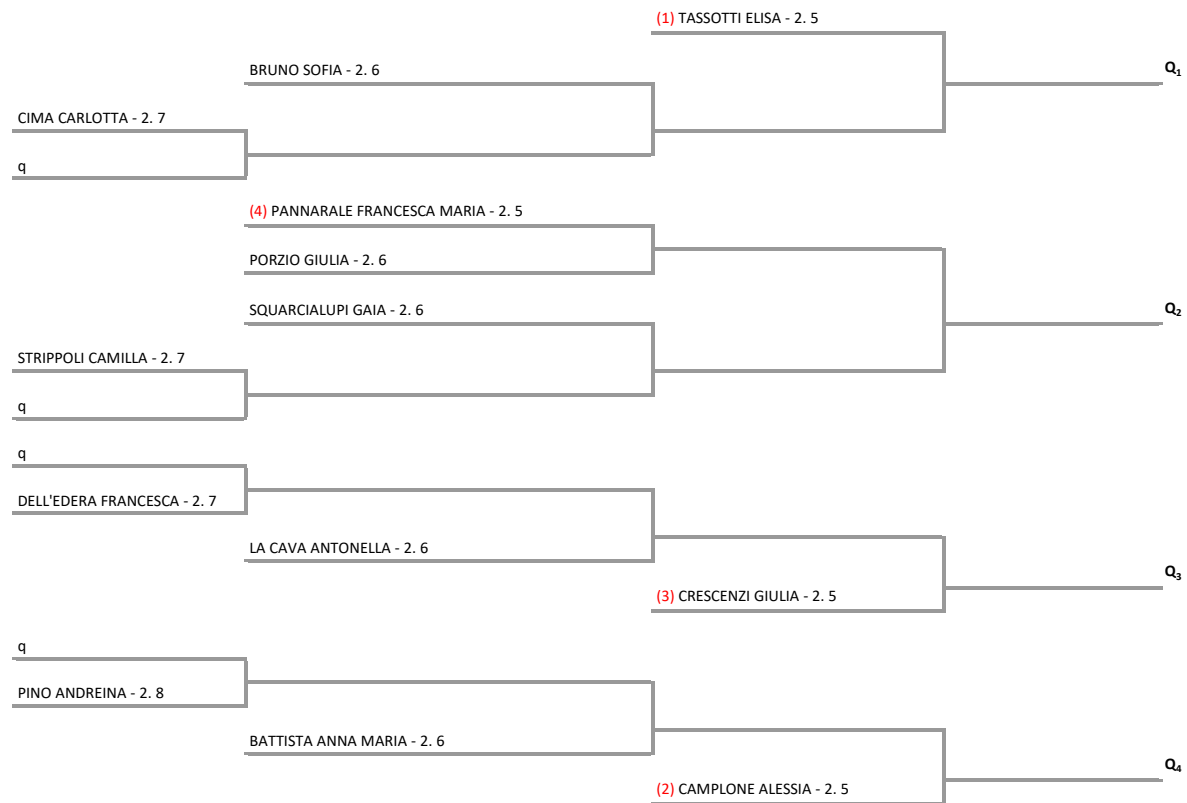 (1) TASSOTTI ELISA - 2. 5
Q₁
BRUNO SOFIA - 2. 6
CIMA CARLOTTA - 2. 7
q
(4) PANNARALE FRANCESCA MARIA - 2. 5
PORZIO GIULIA - 2. 6
SQUARCIALUPI GAIA - 2. 6
Q₂
STRIPPOLI CAMILLA - 2. 7
q
q
DELL'EDERA FRANCESCA - 2. 7
LA CAVA ANTONELLA - 2. 6
Q₃
(3) CRESCENZI GIULIA - 2. 5
q
PINO ANDREINA - 2. 8
BATTISTA ANNA MARIA - 2. 6
Q₄
(2) CAMPLONE ALESSIA - 2. 5